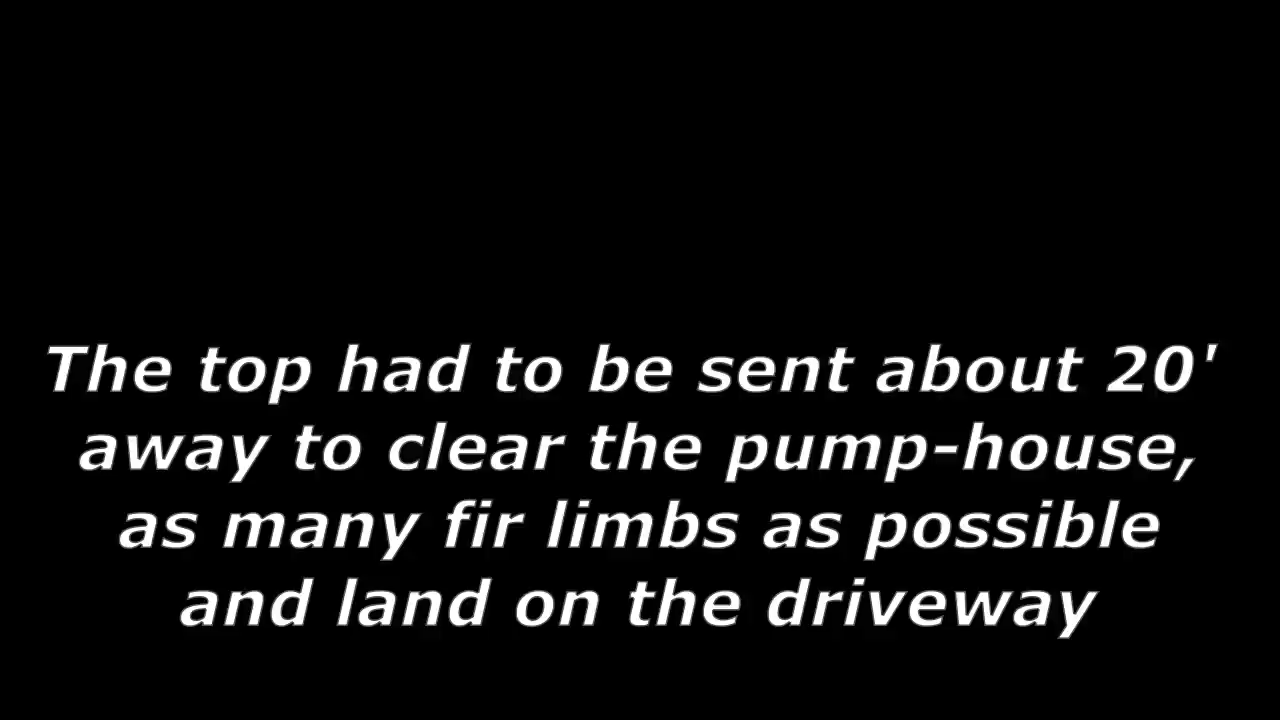 The top had to be sent about 20'
away to clear the pump-house,
as many fir limbs as possible
and land on the driveway